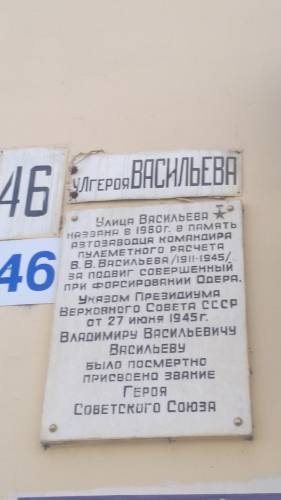 46
ул ГЕРОЯ ВАСИЛЬЕВА
46
Улица Васильева
названа в 1960г. в память
автозаводца командира
пулеметного расчета
В.В.Васильева /1911-1945/
за подвиг совершенный
при форсировании Одера.
Указом Президиума
Верховного Совета СССР
от 27 июня 1945г.
Владимиру Васильевичу
Васильеву
было посмертно
присвоено звание
Героя
Советского Союза